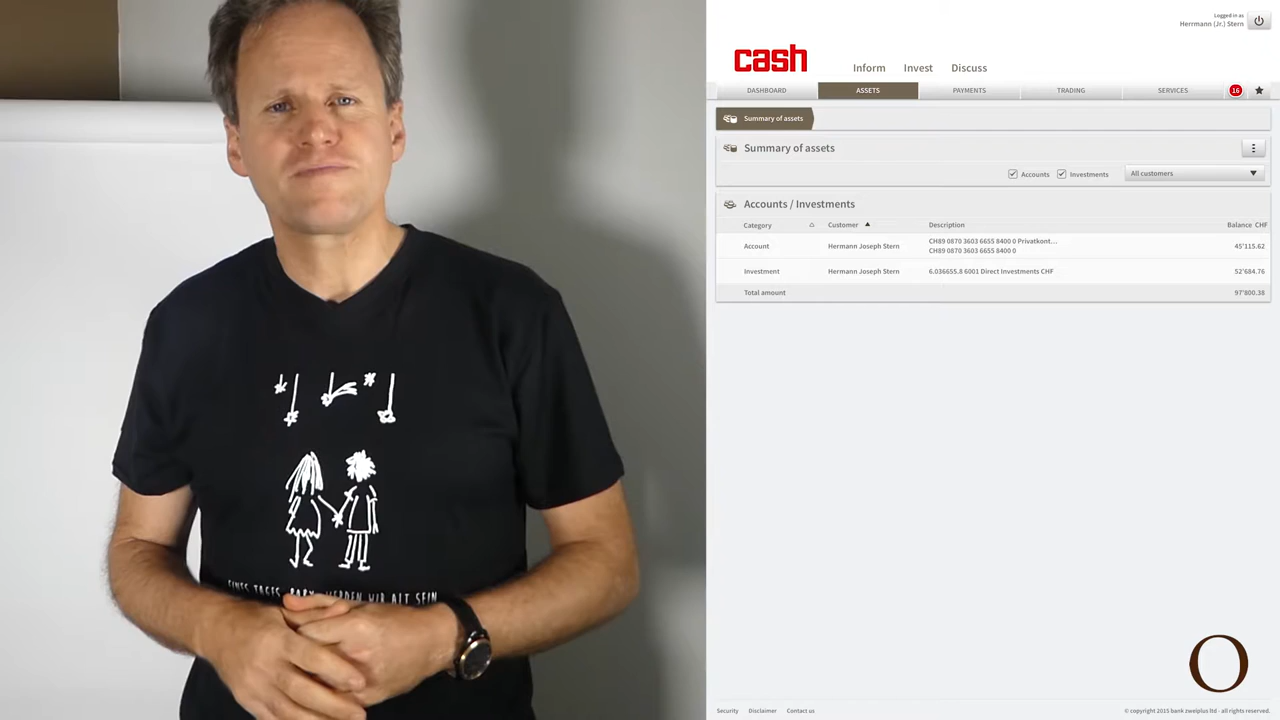 EINES TAGES, BABY, WERDEN WIR ALT SEIN
Logged in as
Herrmann (Jr.) Stern
cash
Inform Invest Discuss
DASHBOARD ASSETS PAYMENTS TRADING SERVICES 16
Summary of assets
Summary of assets
Accounts Investments All customers
Accounts / Investments
Category Customer Description Balance CHF
Account Hermann Joseph Stern CH89 0870 3603 6655 8400 0 Privatkont... 45'115.62
CH89 0870 3603 6655 8400 0
Investment Hermann Joseph Stern 6.036655.8 6001 Direct Investments CHF 52'684.76
Total amount 97'800.38
O
Security Disclaimer Contact us © copyright 2015 bank zweiplus ltd - all rights reserved.